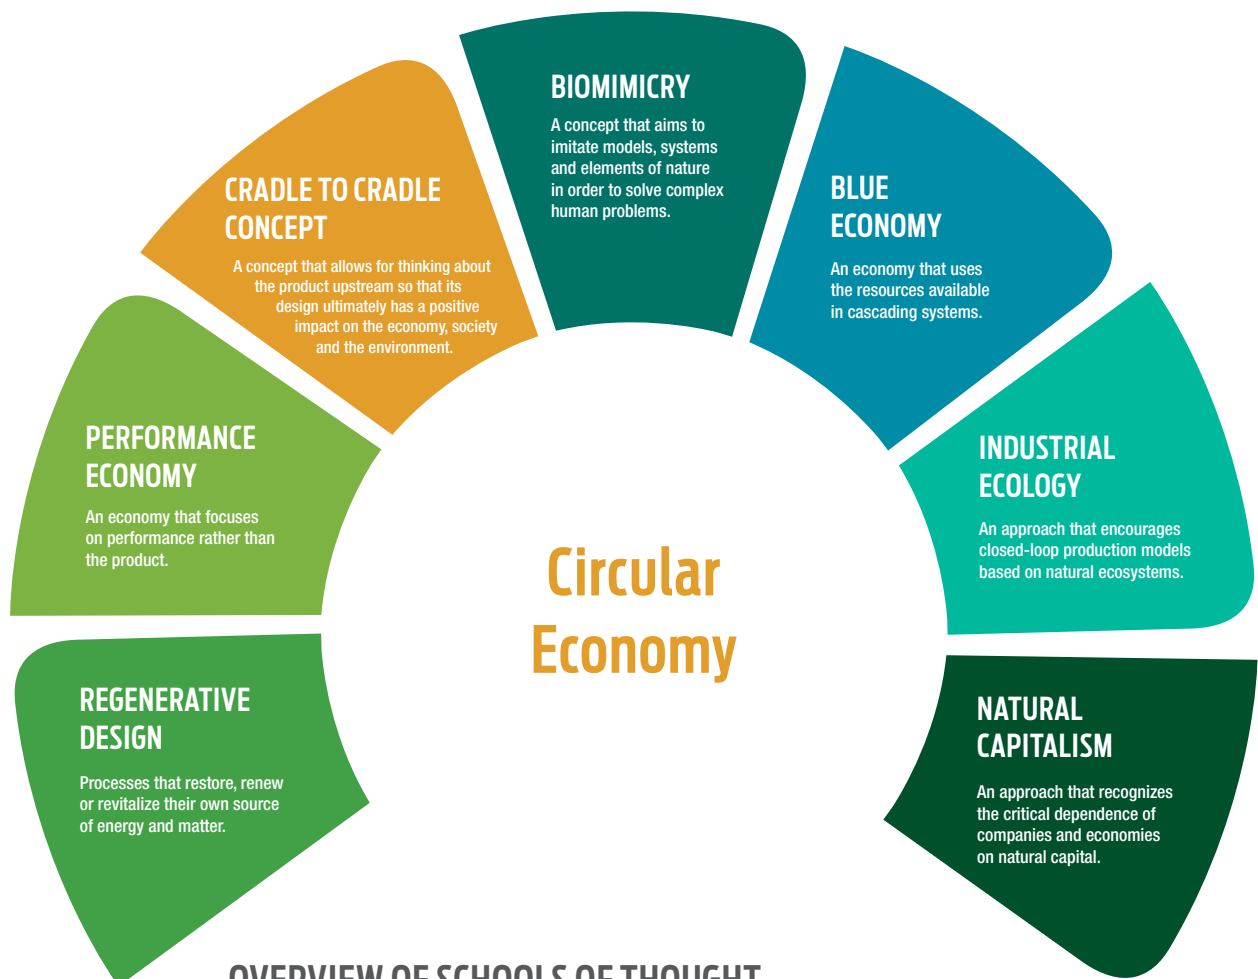 BIOMIMICRY
A concept that aims to
imitate models, systems
and elements of nature
in order to solve complex
human problems.
CRADLE TO CRADLE
CONCEPT
A concept that allows for thinking about
the product upstream so that its
design ultimately has a positive
impact on the economy, society
and the environment.
BLUE
ECONOMY
An economy that uses
the resources available
in cascading systems.
PERFORMANCE
ECONOMY
An economy that focuses
on performance rather than
the product.
INDUSTRIAL
ECOLOGY
An approach that encourages
closed-loop production models
based on natural ecosystems.
Circular
Economy
REGENERATIVE
DESIGN
Processes that restore, renew
or revitalize their own source
of energy and matter.
NATURAL
CAPITALISM
An approach that recognizes
the critical dependence of
companies and economies
on natural capital.
OVERVIEW OF SCHOOLS OF THOUGHT